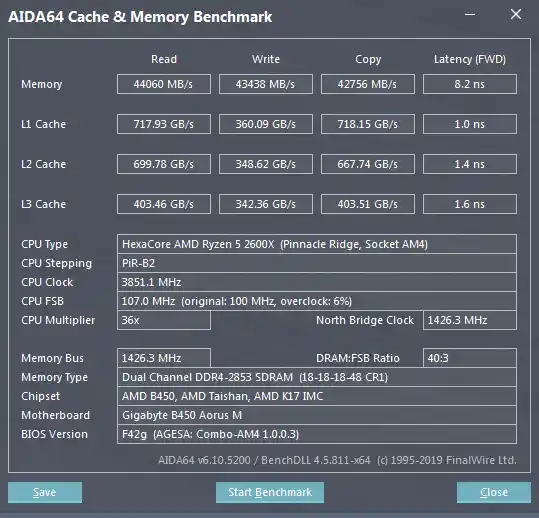 AIDA64 Cache & Memory Benchmark
Read Write Copy Latency (FWD)
Memory 44060 MB/s 43438 MB/s 42756 MB/s 8.2 ns
L1 Cache 717.93 GB/s 360.09 GB/s 718.15 GB/s 1.0 ns
L2 Cache 699.78 GB/s 348.62 GB/s 667.74 GB/s 1.4 ns
L3 Cache 403.46 GB/s 342.36 GB/s 403.51 GB/s 1.6 ns
CPU Type HexaCore AMD Ryzen 5 2600X (Pinnacle Ridge, Socket AM4)
CPU Stepping PiR-B2
CPU Clock 3851.1 MHz
CPU FSB 107.0 MHz (original: 100 MHz, overclock: 6%)
CPU Multiplier 36x North Bridge Clock 1426.3 MHz
Memory Bus 1426.3 MHz DRAM:FSB Ratio 40:3
Memory Type Dual Channel DDR4-2853 SDRAM (18-18-18-48 CR1)
Chipset AMD B450, AMD Taishan, AMD K17 IMC
Motherboard Gigabyte B450 Aorus M
BIOS Version F42g (AGESA: Combo-AM4 1.0.0.3)
AIDA64 v6.10.5200 / BenchDLL 4.5.811-x64 (c) 1995-2019 FinalWire Ltd.
Save Start Benchmark Close